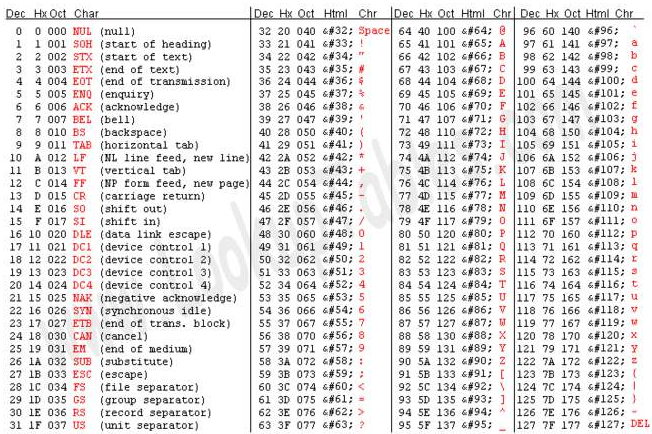 Dec Hx Oct Char Dec Hx Oct Html Chr Dec Hx Oct Html Chr Dec Hx Oct Html Chr
0 0 000 NUL (null) 32 20 040 &#32; Space 64 40 100 &#64; @ 96 60 140 &#96; `
1 1 001 SOH (start of heading) 33 21 041 &#33; ! 65 41 101 &#65; A 97 61 141 &#97; a
2 2 002 STX (start of text) 34 22 042 &#34; " 66 42 102 &#66; B 98 62 142 &#98; b
3 3 003 ETX (end of text) 35 23 043 &#35; # 67 43 103 &#67; C 99 63 143 &#99; c
4 4 004 EOT (end of transmission) 36 24 044 &#36; $ 68 44 104 &#68; D 100 64 144 &#100; d
5 5 005 ENQ (enquiry) 37 25 045 &#37; % 69 45 105 &#69; E 101 65 145 &#101; e
6 6 006 ACK (acknowledge) 38 26 046 &#38; & 70 46 106 &#70; F 102 66 146 &#102; f
7 7 007 BEL (bell) 39 27 047 &#39; ' 71 47 107 &#71; G 103 67 147 &#103; g
8 8 010 BS (backspace) 40 28 050 &#40; ( 72 48 110 &#72; H 104 68 150 &#104; h
9 9 011 TAB (horizontal tab) 41 29 051 &#41; ) 73 49 111 &#73; I 105 69 151 &#105; i
10 A 012 LF (NL line feed, new line) 42 2A 052 &#42; * 74 4A 112 &#74; J 106 6A 152 &#106; j
11 B 013 VT (vertical tab) 43 2B 053 &#43; + 75 4B 113 &#75; K 107 6B 153 &#107; k
12 C 014 FF (NP form feed, new page) 44 2C 054 &#44; , 76 4C 114 &#76; L 108 6C 154 &#108; l
13 D 015 CR (carriage return) 45 2D 055 &#45; - 77 4D 115 &#77; M 109 6D 155 &#109; m
14 E 016 SO (shift out) 46 2E 056 &#46; . 78 4E 116 &#78; N 110 6E 156 &#110; n
15 F 017 SI (shift in) 47 2F 057 &#47; / 79 4F 117 &#79; O 111 6F 157 &#111; o
16 10 020 DLE (data link escape) 48 30 060 &#48; 0 80 50 120 &#80; P 112 70 160 &#112; p
17 11 021 DC1 (device control 1) 49 31 061 &#49; 1 81 51 121 &#81; Q 113 71 161 &#113; q
18 12 022 DC2 (device control 2) 50 32 062 &#50; 2 82 52 122 &#82; R 114 72 162 &#114; r
19 13 023 DC3 (device control 3) 51 33 063 &#51; 3 83 53 123 &#83; S 115 73 163 &#115; s
20 14 024 DC4 (device control 4) 52 34 064 &#52; 4 84 54 124 &#84; T 116 74 164 &#116; t
21 15 025 NAK (negative acknowledge) 53 35 065 &#53; 5 85 55 125 &#85; U 117 75 165 &#117; u
22 16 026 SYN (synchronous idle) 54 36 066 &#54; 6 86 56 126 &#86; V 118 76 166 &#118; v
23 17 027 ETB (end of trans. block) 55 37 067 &#55; 7 87 57 127 &#87; W 119 77 167 &#119; w
24 18 030 CAN (cancel) 56 38 070 &#56; 8 88 58 130 &#88; X 120 78 170 &#120; x
25 19 031 EM (end of medium) 57 39 071 &#57; 9 89 59 131 &#89; Y 121 79 171 &#121; y
26 1A 032 SUB (substitute) 58 3A 072 &#58; : 90 5A 132 &#90; Z 122 7A 172 &#122; z
27 1B 033 ESC (escape) 59 3B 073 &#59; ; 91 5B 133 &#91; [ 123 7B 173 &#123; {
28 1C 034 FS (file separator) 60 3C 074 &#60; < 92 5C 134 &#92; \ 124 7C 174 &#124; |
29 1D 035 GS (group separator) 61 3D 075 &#61; = 93 5D 135 &#93; ] 125 7D 175 &#125; }
30 1E 036 RS (record separator) 62 3E 076 &#62; > 94 5E 136 &#94; ^ 126 7E 176 &#126; ~
31 1F 037 US (unit separator) 63 3F 077 &#63; ? 95 5F 137 &#95; _ 127 7F 177 &#127; DEL